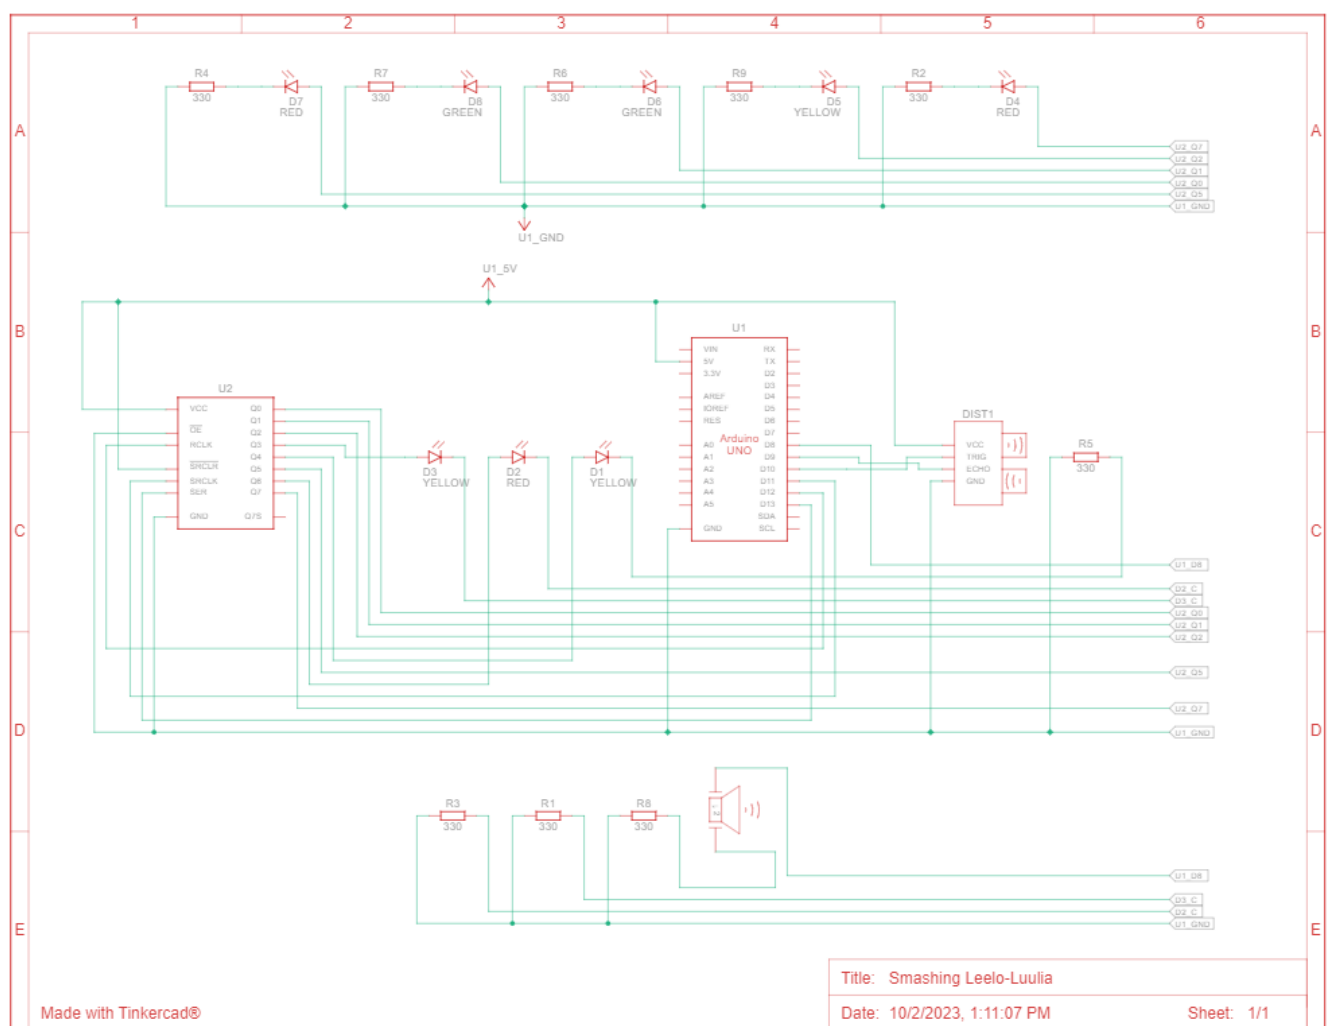 1 2 3 4 5 6
A A
R4 330 D7 RED
R7 330 D8 GREEN
R6 330 D6 GREEN
R9 330 D5 YELLOW
R2 330 D4 RED
U2_Q7
U2_Q2
U2_Q1
U2_Q0
U2_Q5
U1_GND
U1_GND
U1_5V
B B
U2
VCC Q0
Q1
OE Q2
RCLK Q3
Q4
SRCLR Q5
SRCLK Q6
SER Q7
GND Q7S
D3 YELLOW
D2 RED
D1 YELLOW
U1
VIN RX
5V TX
3.3V D2
D3
AREF D4
IOREF D5
RES D6
D7
A0 D8
A1 D9
A2 D10
A3 D11
A4 D12
A5 D13
SDA
GND SCL
Arduino
UNO
DIST1
VCC
TRIG
ECHO
GND
R5
330
C C
U1_D8
D2_C
D3_C
U2_Q0
U2_Q1
U2_Q2
U2_Q5
U2_Q7
D D
U1_GND
R3 330
R1 330
R8 330
U1_D8
D3_C
D2_C
U1_GND
E E
Title: Smashing Leelo-Luulia
Made with Tinkercad®
Date: 10/2/2023, 1:11:07 PM Sheet: 1/1